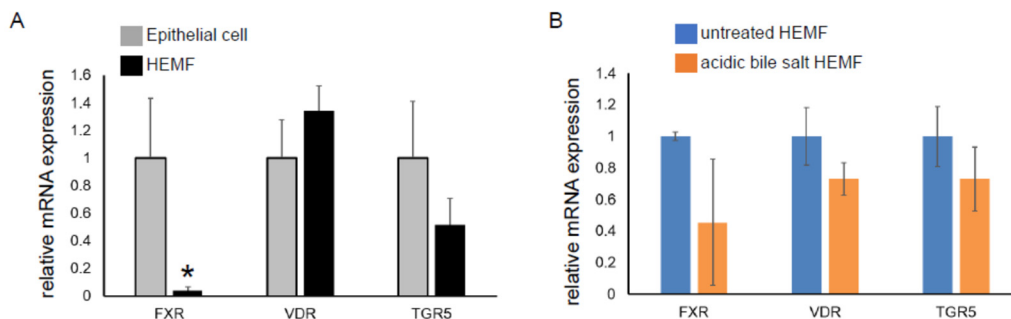 A
Epithelial cell
HEMF
relative mRNA expression
1.6
1.4
1.2
1.0
0.8
0.6
0.4
0.2
0
*
FXR
VDR
TGR5
B
untreated HEMF
acidic bile salt HEMF
relative mRNA expression
1.4
1.2
1
0.8
0.6
0.4
0.2
0
FXR
VDR
TGR5